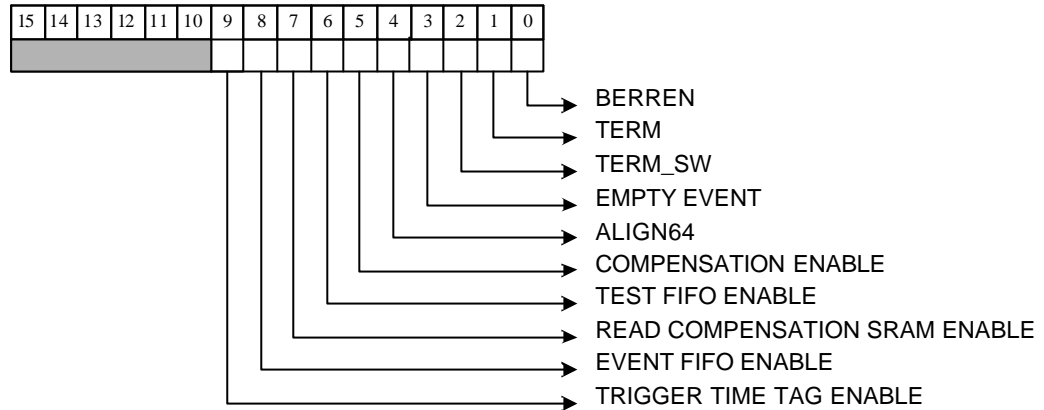 15 14 13 12 11 10 9 8 7 6 5 4 3 2 1 0
BERREN
TERM
TERM_SW
EMPTY EVENT
ALIGN64
COMPENSATION ENABLE
TEST FIFO ENABLE
READ COMPENSATION SRAM ENABLE
EVENT FIFO ENABLE
TRIGGER TIME TAG ENABLE